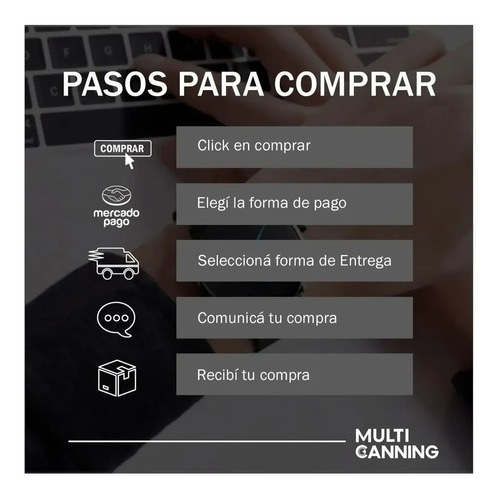 PASOS PARA COMPRAR
COMPRAR
Click en comprar
mercado
pago
Elegí la forma de pago
Seleccioná forma de Entrega
Comunicá tu compra
Recibí tu compra
MULTI
CANNING